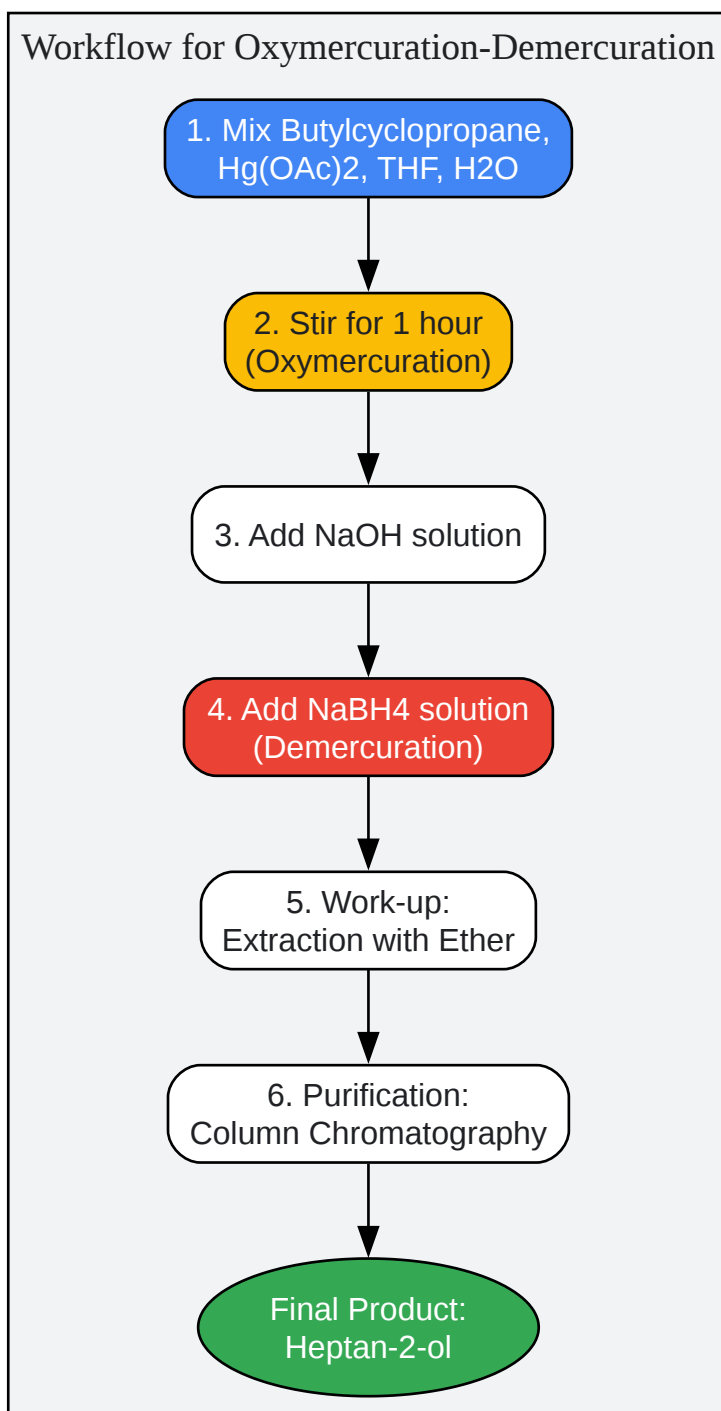 Workflow for Oxymercuration-Demercuration
1. Mix Butylcyclopropane,
Hg(OAc)2, THF, H2O
2. Stir for 1 hour
(Oxymercuration)
3. Add NaOH solution
4. Add NaBH4 solution
(Demercuration)
5. Work-up:
Extraction with Ether
6. Purification:
Column Chromatography
Final Product:
Heptan-2-ol